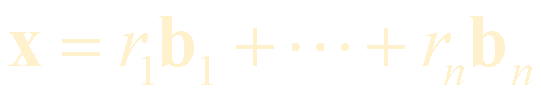 x = r₁b₁ + ⋯ + rₙbₙ